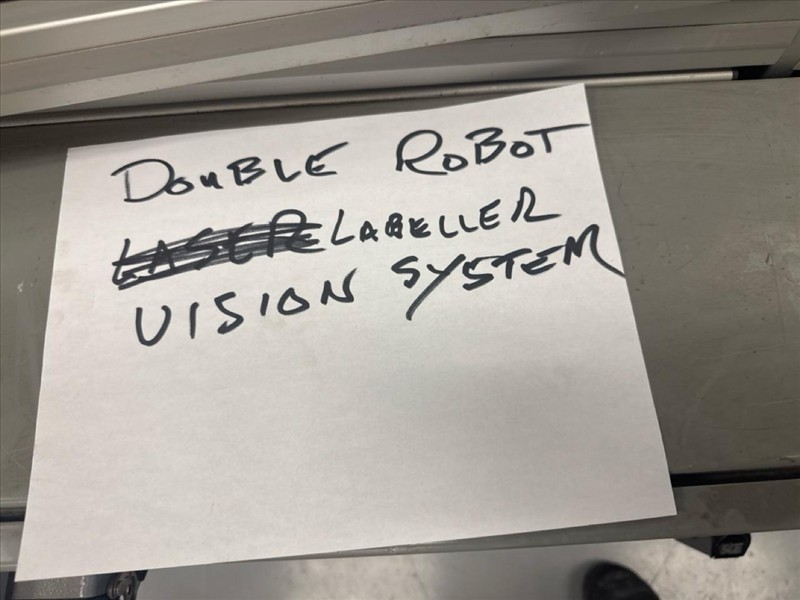 DOUBLE ROBOT
LABELLER
VISION SYSTEM